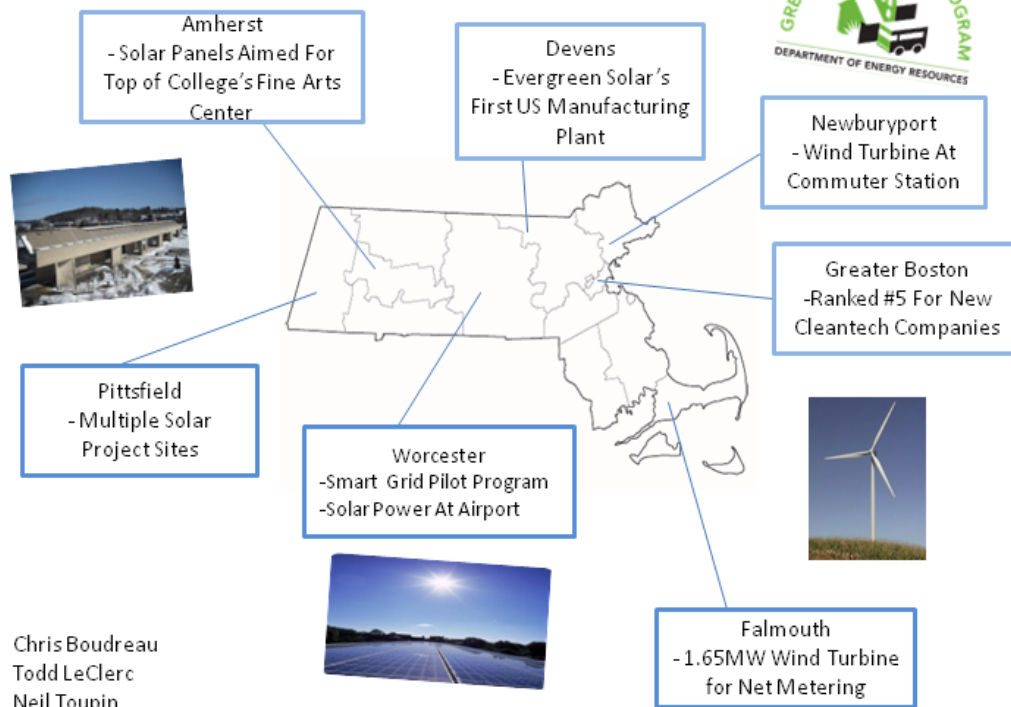 Amherst
- Solar Panels Aimed For
Top of College's Fine Arts
Center
Devens
- Evergreen Solar's
First US Manufacturing
Plant
DEPARTMENT OF ENERGY RESOURCES
Newburyport
- Wind Turbine At
Commuter Station
Greater Boston
-Ranked #5 For New
Cleantech Companies
Pittsfield
- Multiple Solar
Project Sites
Worcester
-Smart Grid Pilot Program
-Solar Power At Airport
Falmouth
- 1.65MW Wind Turbine
for Net Metering
Chris Boudreau
Todd LeClerc
Neil Toupin